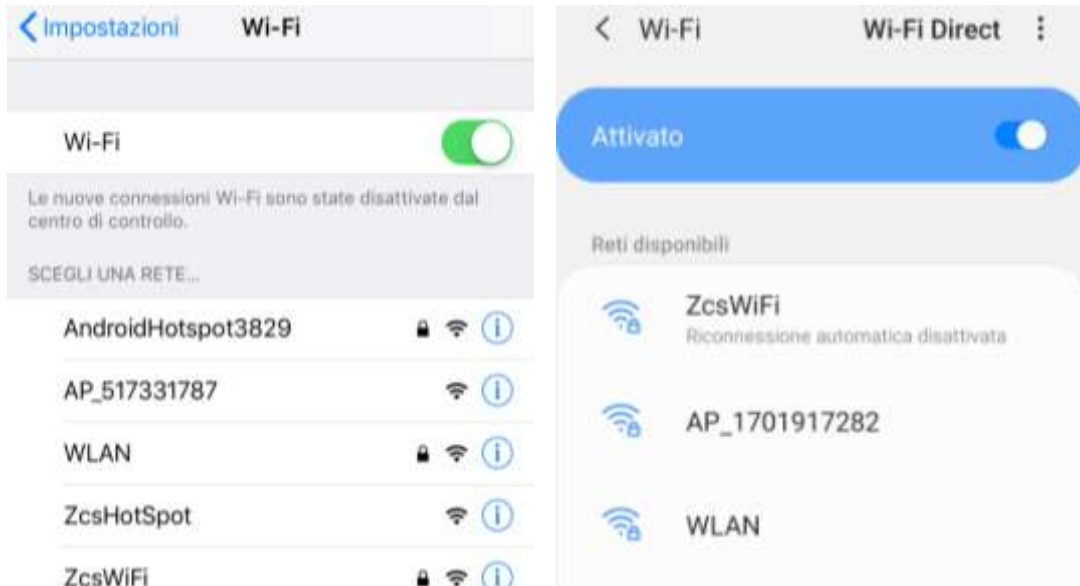 Impostazioni Wi-Fi
Wi-Fi
Le nuove connessioni Wi-Fi sono state disattivate dal
centro di controllo.
SCEGLI UNA RETE...
AndroidHotspot3829
AP_517331787
WLAN
ZcsHotSpot
ZcsWiFi
Wi-Fi Wi-Fi Direct
Attivato
Reti disponibili
ZcsWiFi
Riconnessione automatica disattivata
AP_1701917282
WLAN